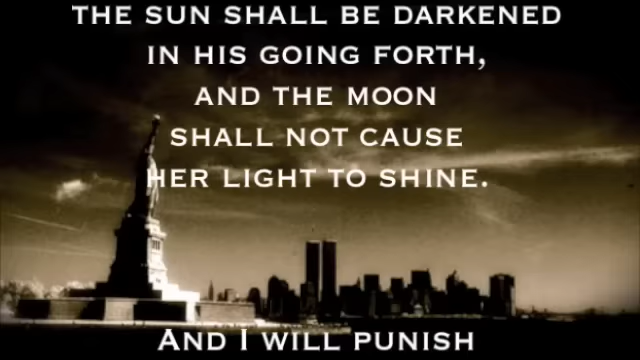 THE SUN SHALL BE DARKENED
IN HIS GOING FORTH,
AND THE MOON
SHALL NOT CAUSE
HER LIGHT TO SHINE.
AND I WILL PUNISH